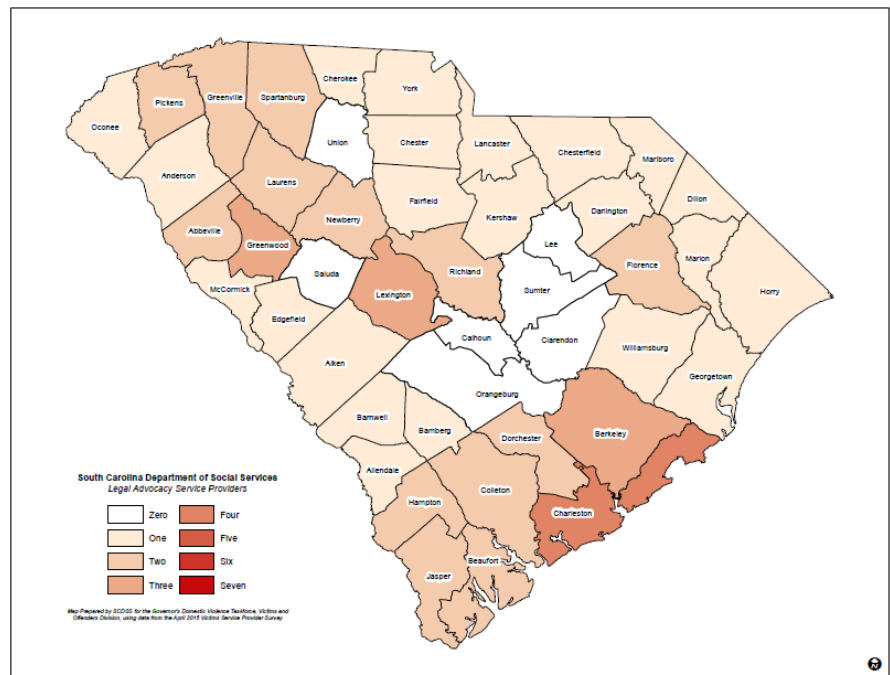 Cherokee
York
Spartanburg
Greenville
Pickens
Oconee
Union
Chester
Lancaster
Chesterfield
Marlboro
Anderson
Laurens
Dillon
Fairfield
Kershaw
Darlington
Newberry
Abbeville
Greenwood
Lee
Marion
Florence
Richland
Saluda
McCormick
Lexington
Sumter
Horry
Edgefield
Calhoun
Clarendon
Williamsburg
Aiken
Georgetown
Orangeburg
Barnwell
Bamberg
Dorchester
Berkeley
Allendale
Colleton
Hampton
Charleston
Beaufort
Jasper
South Carolina Department of Social Services
Legal Advocacy Service Providers
Zero Four
One Five
Two Six
Three Seven
Map Prepared by SCDSS for the Governor's Domestic Violence Taskforce, Victims and
Offenders Division, using data from the April 2015 Victims Service Provider Survey
N